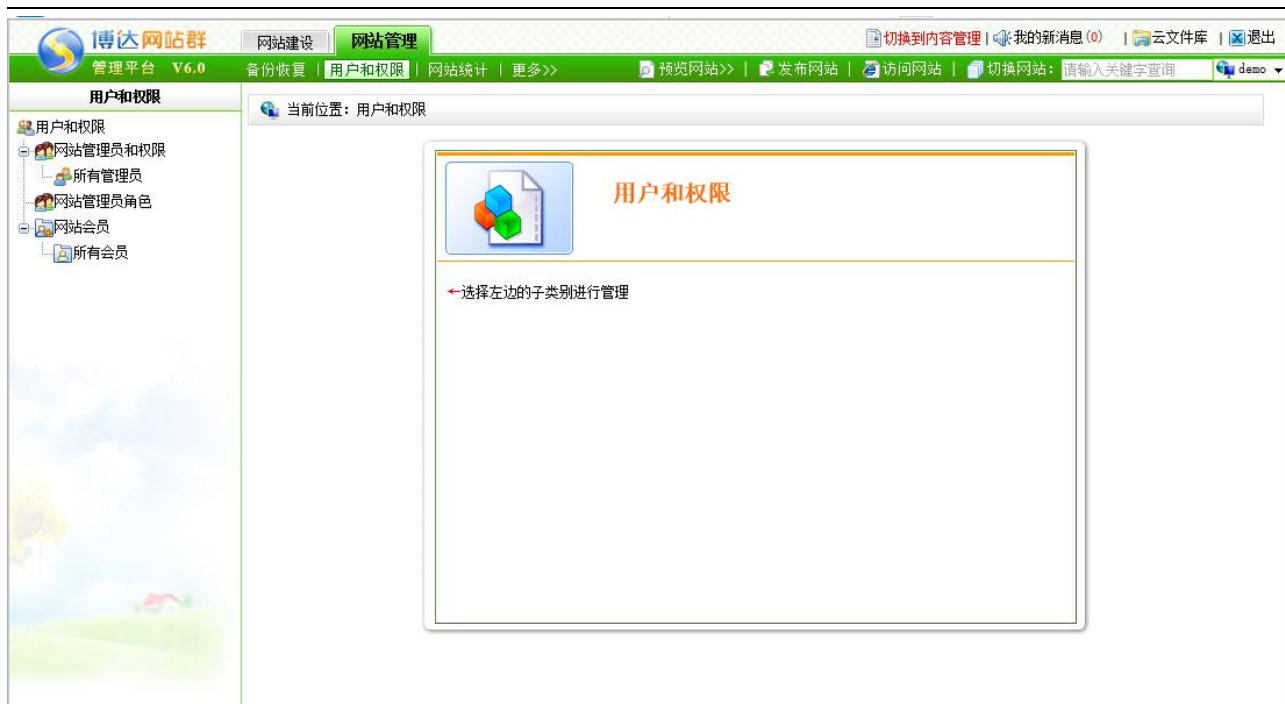 博达网站群
管理平台 V6.0
网站建设 网站管理
切换到内容管理 | 我的新消息(0) | 云文件库 | 退出
备份恢复 | 用户和权限 | 网站统计 | 更多>> 预览网站>> | 发布网站 | 访问网站 | 切换网站: 请输入关键字查询 demo
用户和权限
当前位置: 用户和权限
用户和权限
网站管理员和权限
所有管理员
网站管理员角色
网站会员
所有会员
用户和权限
←选择左边的子类别进行管理